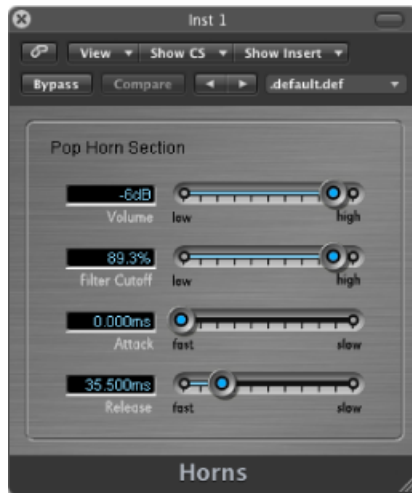 Inst 1
View Show CS Show Insert
Bypass Compare .default.def
Pop Horn Section
-6dB
Volume low high
89.3%
Filter Cutoff low high
0.000ms
Attack fast slow
35.500ms
Release fast slow
Horns